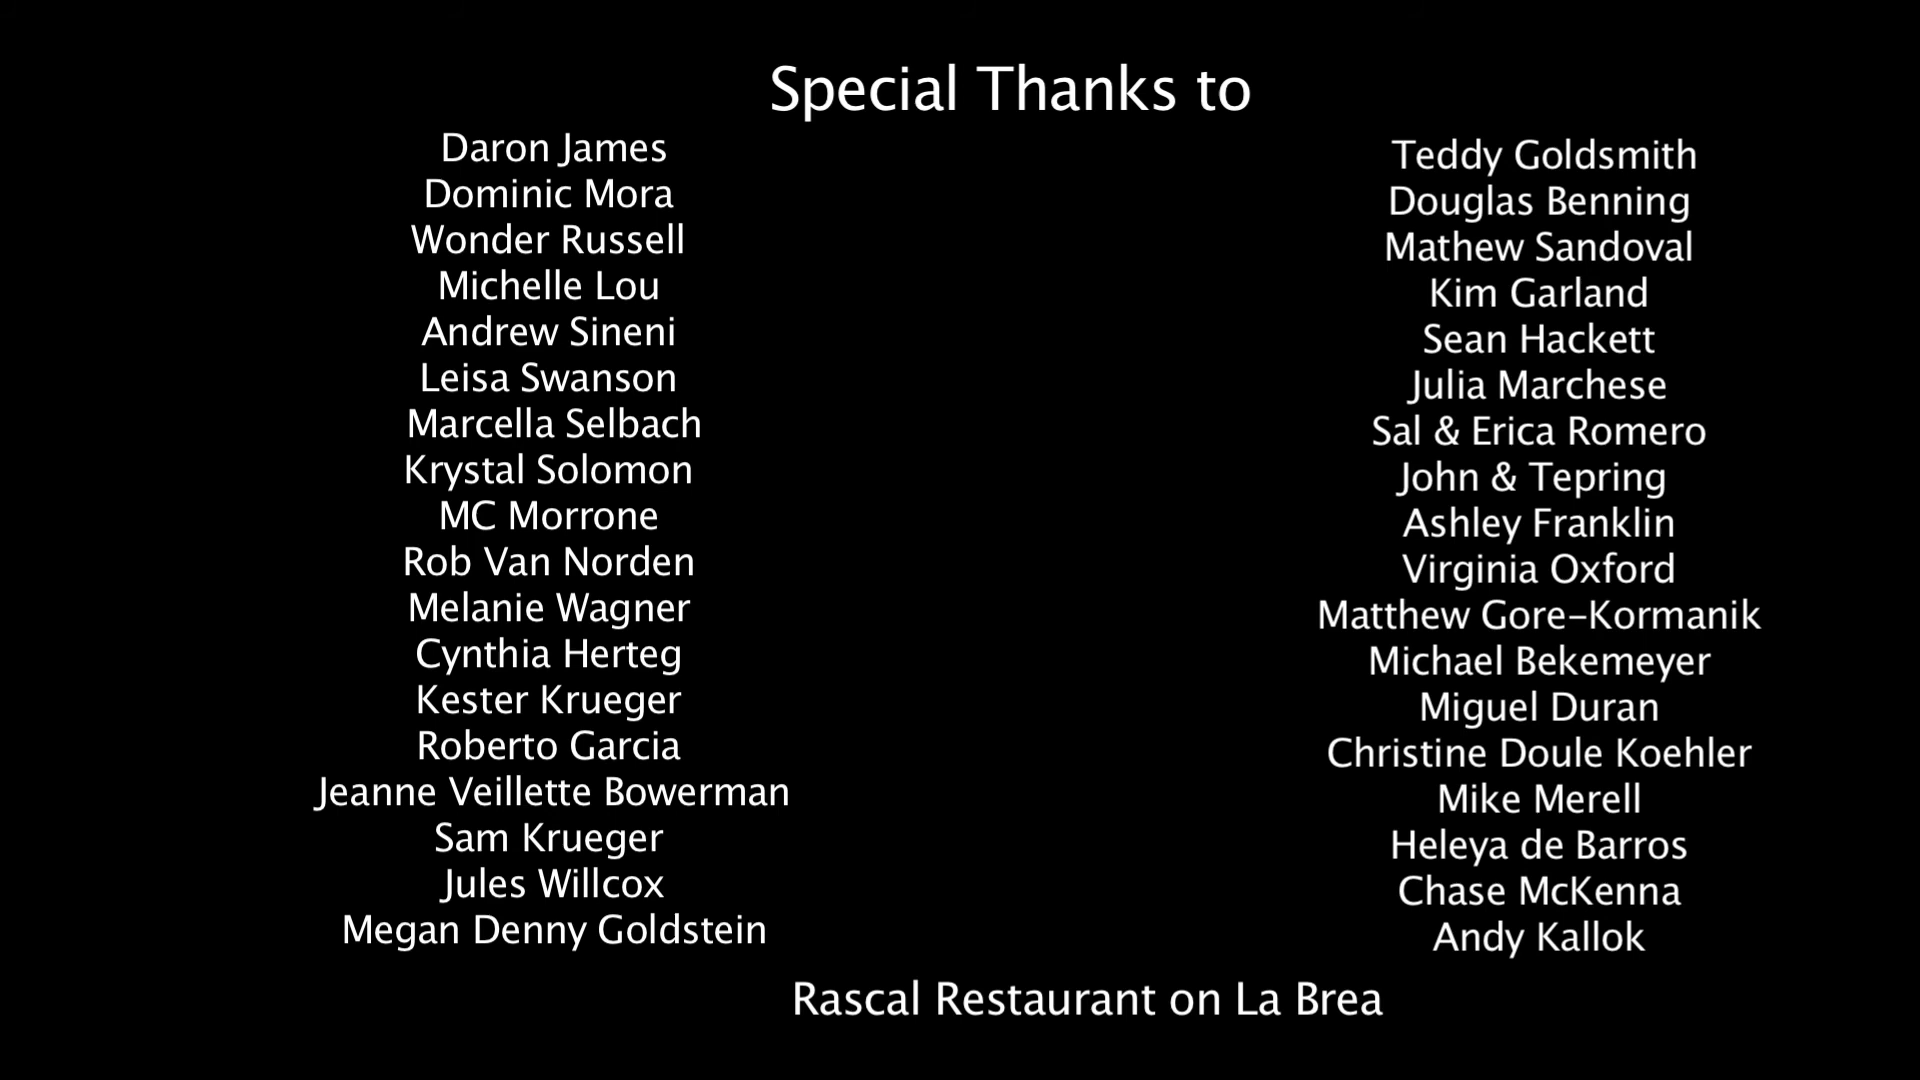 Special Thanks to
Daron James
Dominic Mora
Wonder Russell
Michelle Lou
Andrew Sineni
Leisa Swanson
Marcella Selbach
Krystal Solomon
MC Morrone
Rob Van Norden
Melanie Wagner
Cynthia Herteg
Kester Krueger
Roberto Garcia
Jeanne Veillette Bowerman
Sam Krueger
Jules Willcox
Megan Denny Goldstein
Teddy Goldsmith
Douglas Benning
Mathew Sandoval
Kim Garland
Sean Hackett
Julia Marchese
Sal & Erica Romero
John & Tepring
Ashley Franklin
Virginia Oxford
Matthew Gore-Kormanik
Michael Bekemeyer
Miguel Duran
Christine Doule Koehler
Mike Merell
Heleya de Barros
Chase McKenna
Andy Kallok
Rascal Restaurant on La Brea